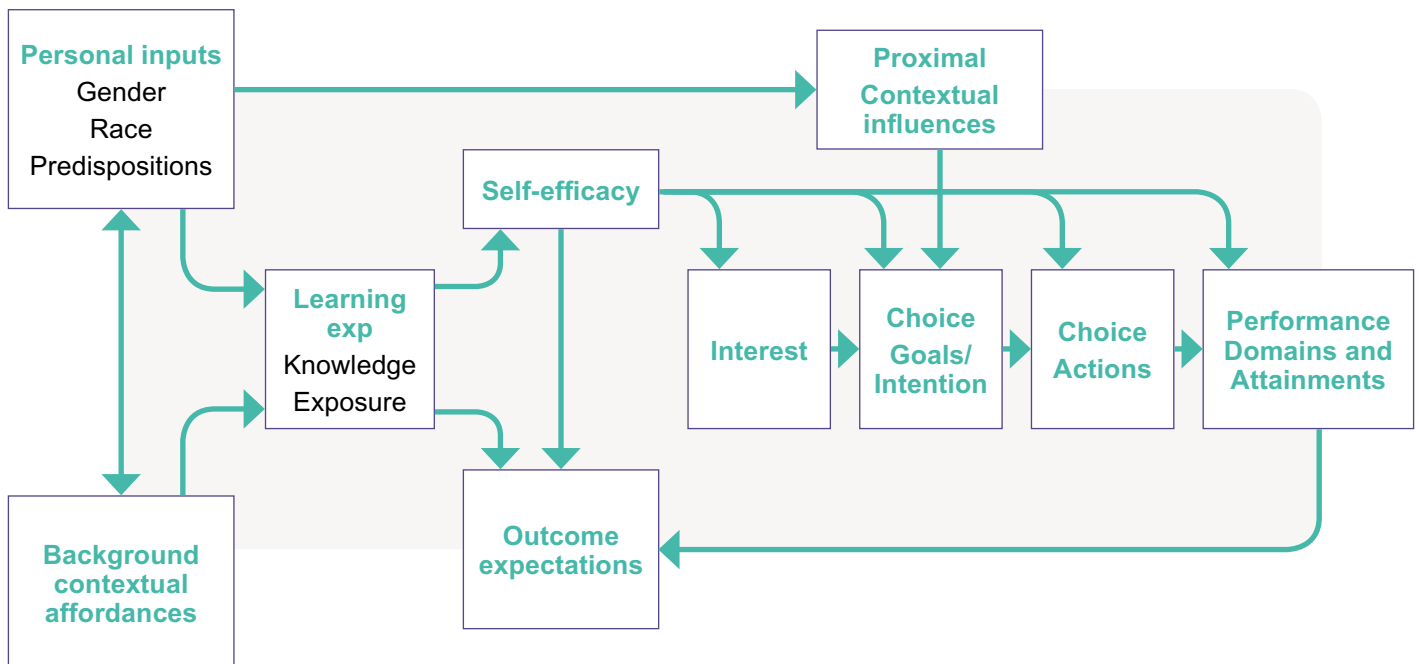 Personal inputs
Gender
Race
Predispositions
Proximal
Contextual
influences
Self-efficacy
Learning
exp
Knowledge
Exposure
Interest
Choice
Goals/
Intention
Choice
Actions
Performance
Domains and
Attainments
Background
contextual
affordances
Outcome
expectations